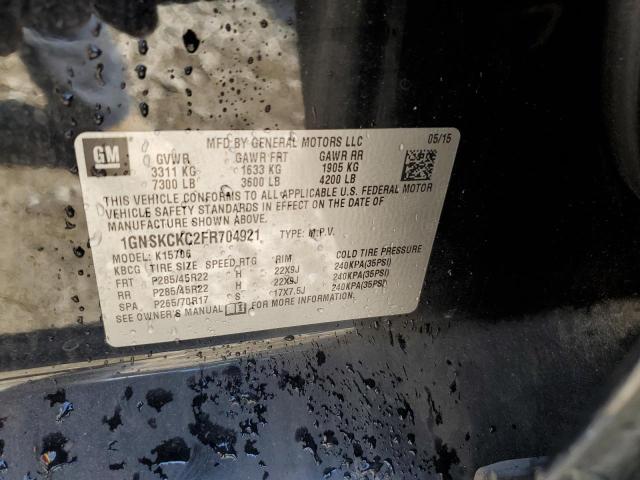 MFD BY GENERAL MOTORS LLC 05/15
GM
GVWR GAWR FRT GAWR RR
3311 KG 1633 KG 1905 KG
7300 LB 3600 LB 4200 LB
THIS VEHICLE CONFORMS TO ALL APPLICABLE U.S. FEDERAL MOTOR
VEHICLE SAFETY STANDARDS IN EFFECT ON THE DATE OF
MANUFACTURE SHOWN ABOVE.
1GNSKCKC2FR704921 TYPE: M.P.V.
MODEL: K15706
KBCG TIRE SIZE SPEED RTG RIM COLD TIRE PRESSURE
FRT P285/45R22 H 22X9J 240KPA(35PSI)
RR P285/45R22 H 22X9J 240KPA(35PSI)
SPA P265/70R17 S 17X7.5J 240KPA(35PSI)
SEE OWNER'S MANUAL FOR MORE INFORMATION.